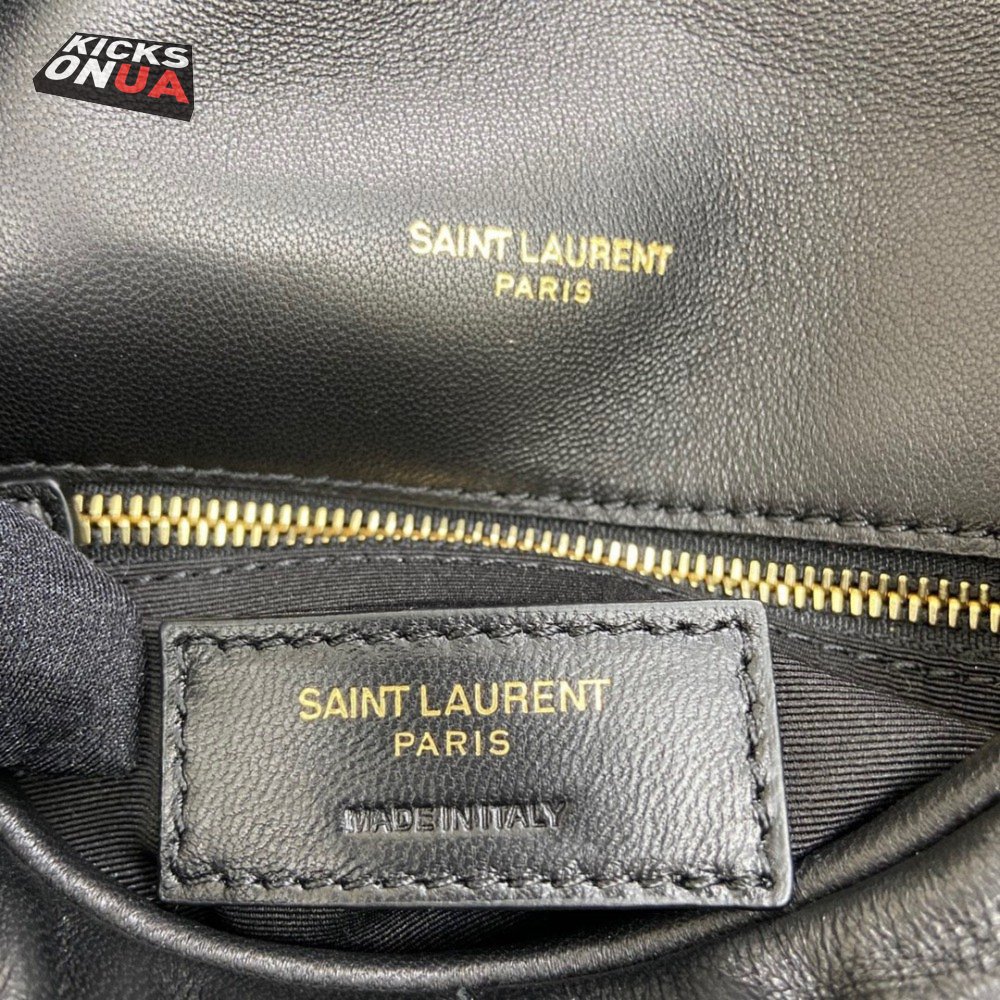 KICKS
ONUA
SAINT LAURENT
PARIS
SAINT LAURENT
PARIS
MADE IN ITALY